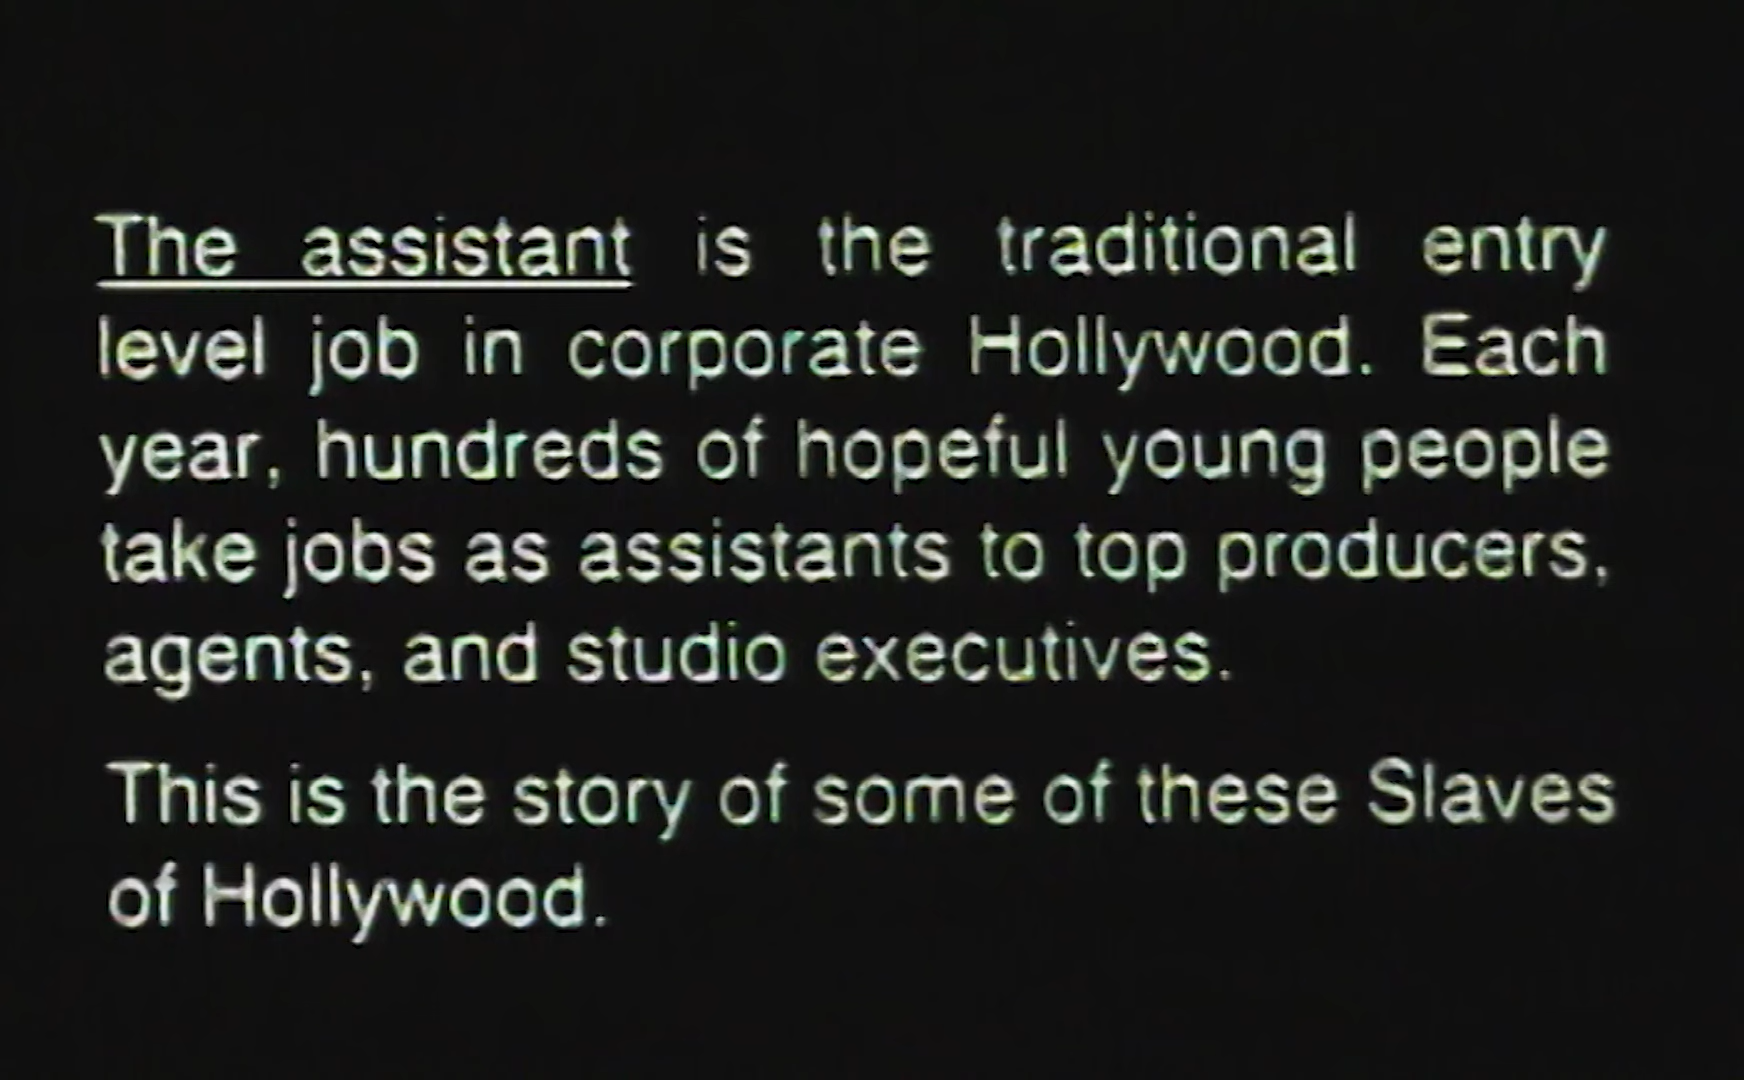 The assistant is the traditional entry
level job in corporate Hollywood. Each
year, hundreds of hopeful young people
take jobs as assistants to top producers,
agents, and studio executives.
This is the story of some of these Slaves
of Hollywood.